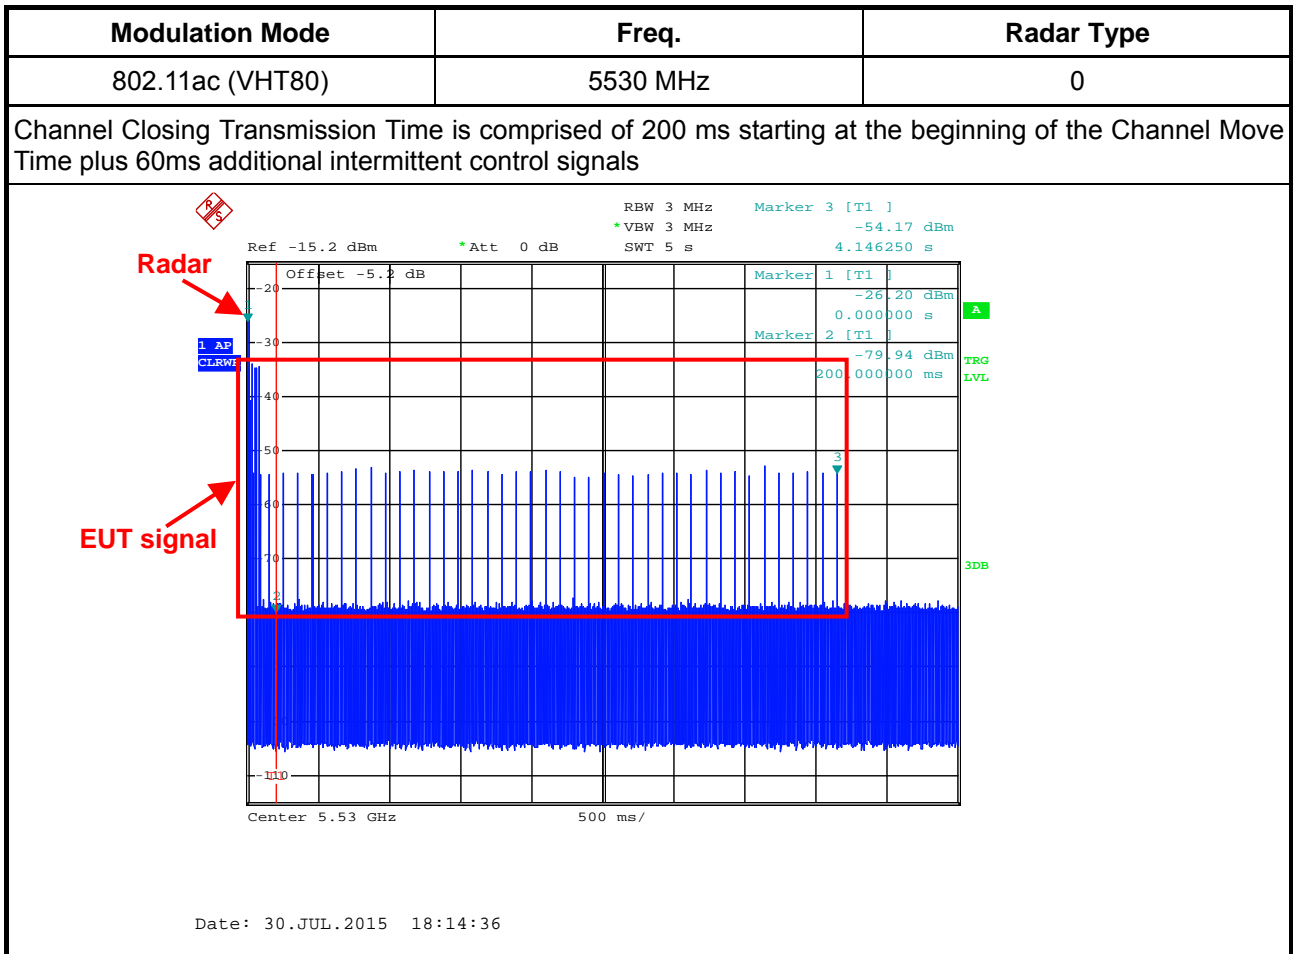 Modulation Mode Freq. Radar Type
802.11ac (VHT80) 5530 MHz 0
Channel Closing Transmission Time is comprised of 200 ms starting at the beginning of the Channel Move
Time plus 60ms additional intermittent control signals
R S
RBW 3 MHz Marker 3 [T1 ]
*VBW 3 MHz -54.17 dBm
Ref -15.2 dBm *Att 0 dB SWT 5 s 4.146250 s
Radar
Offset -5.2 dB Marker 1 [T1 ]
-20 -26.20 dBm
1 0.000000 s A
Marker 2 [T1 ]
1 AP -30 -79.94 dBm TRG
CLRWR 200.000000 ms LVL
-40
-50
3
-60
EUT signal
-70 3DB
2
-110
T1
Center 5.53 GHz 500 ms/
Date: 30.JUL.2015 18:14:36